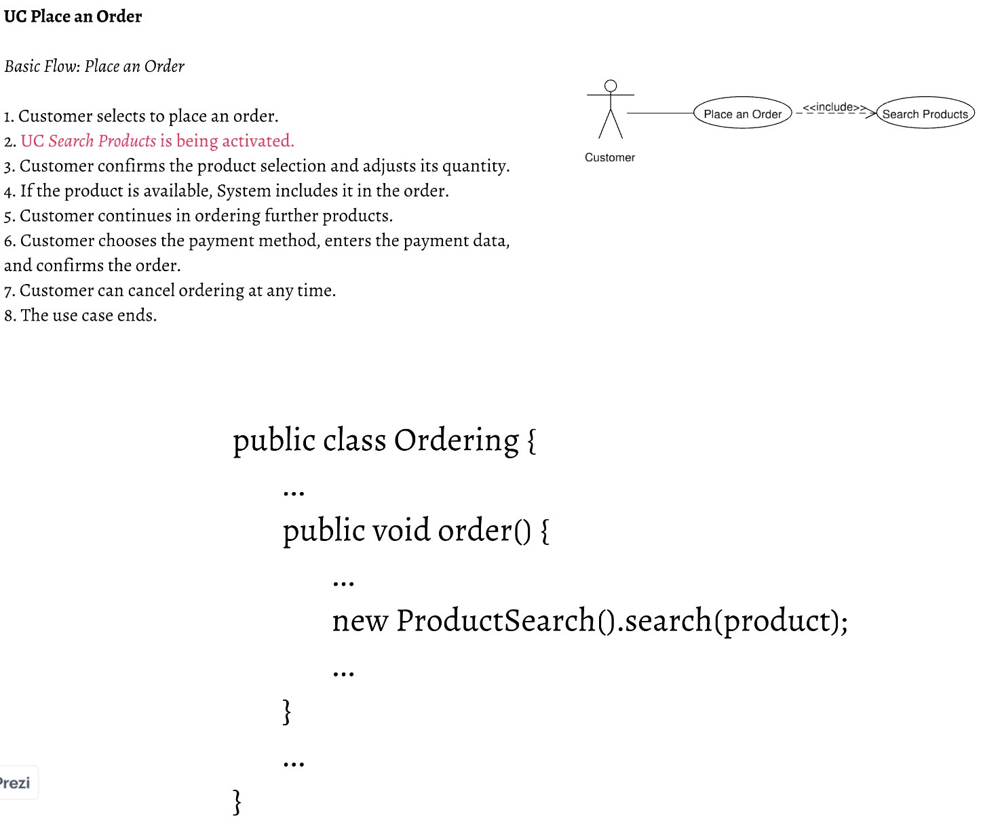 UC Place an Order
Basic Flow: Place an Order
1. Customer selects to place an order.
2. UC Search Products is being activated.
3. Customer confirms the product selection and adjusts its quantity.
4. If the product is available, System includes it in the order.
5. Customer continues in ordering further products.
6. Customer chooses the payment method, enters the payment data,
and confirms the order.
7. Customer can cancel ordering at any time.
8. The use case ends.
Customer
Place an Order
<<include>>
Search Products
public class Ordering {
...
public void order() {
...
new ProductSearch().search(product);
...
}
...
}
Prezi